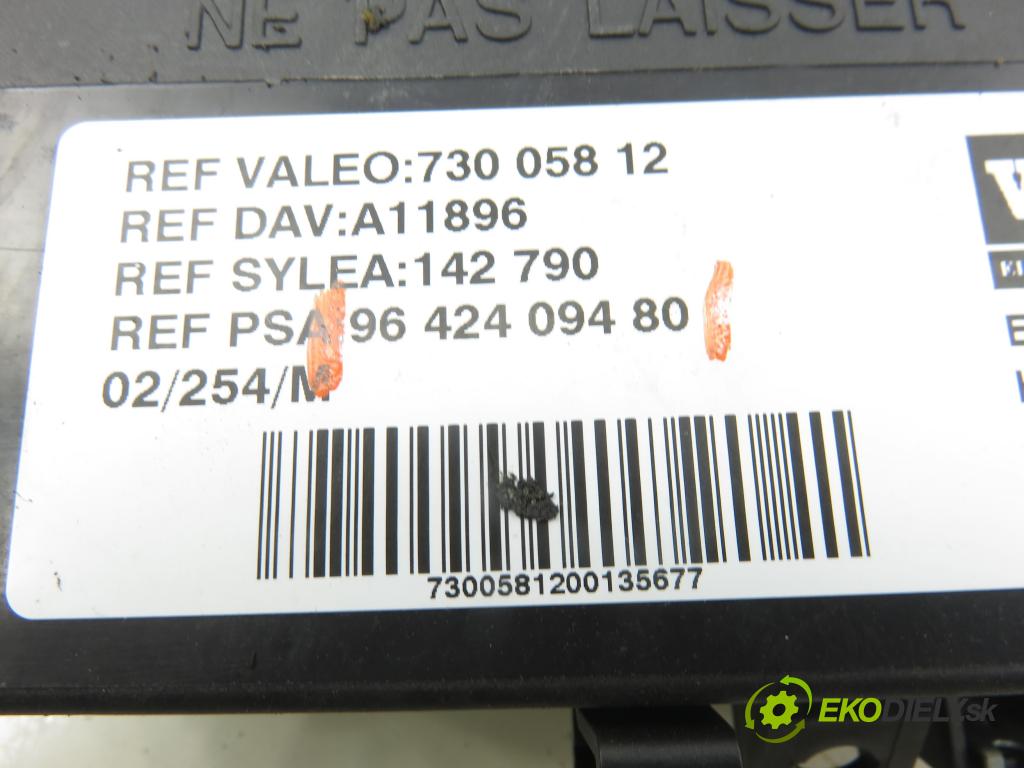 NE PAS LAISSER
REF VALEO:730 058 12
REF DAV:A11896
REF SYLEA:142 790
REF PSA 96 424 094 80
02/254/M
7300581200135677
EKODIELY.sk